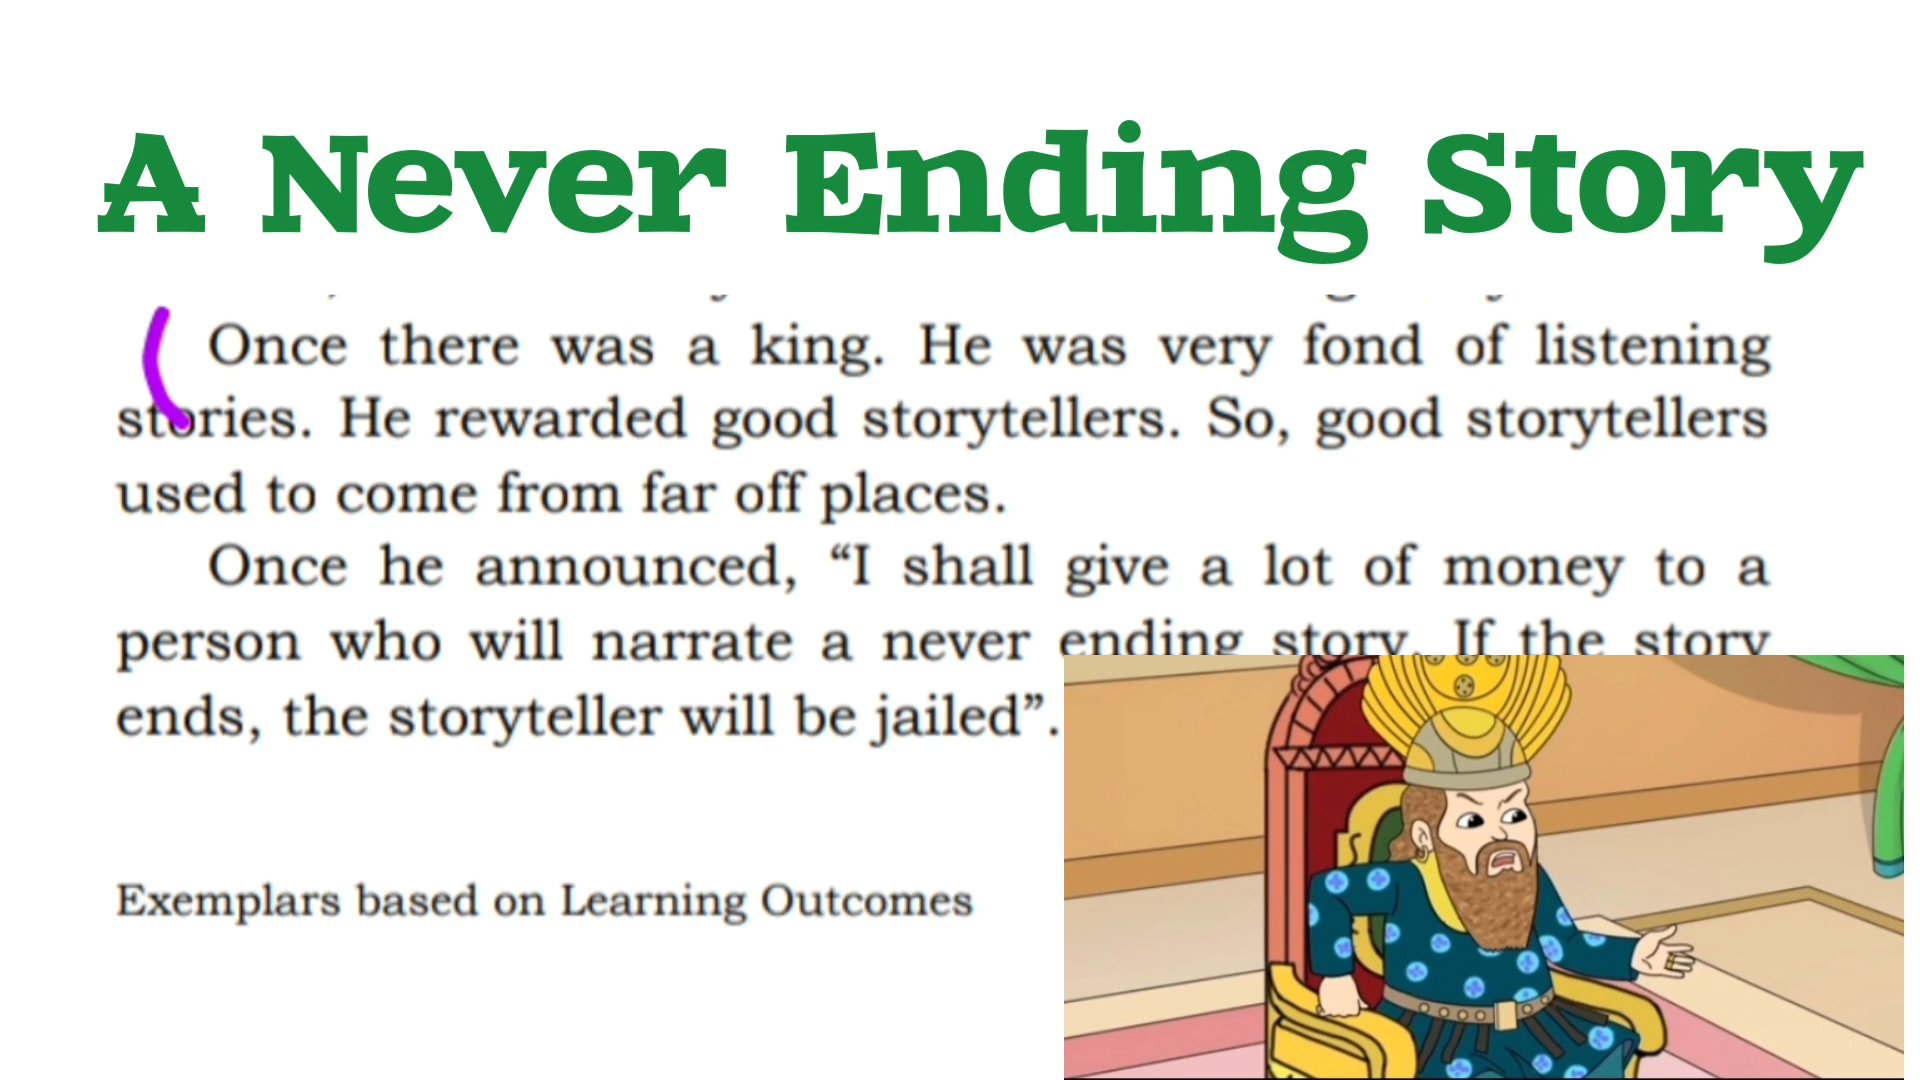 A Never Ending Story
Once there was a king. He was very fond of listening
stories. He rewarded good storytellers. So, good storytellers
used to come from far off places.
Once he announced, “I shall give a lot of money to a
person who will narrate a never ending story. If the story
ends, the storyteller will be jailed”.
Exemplars based on Learning Outcomes